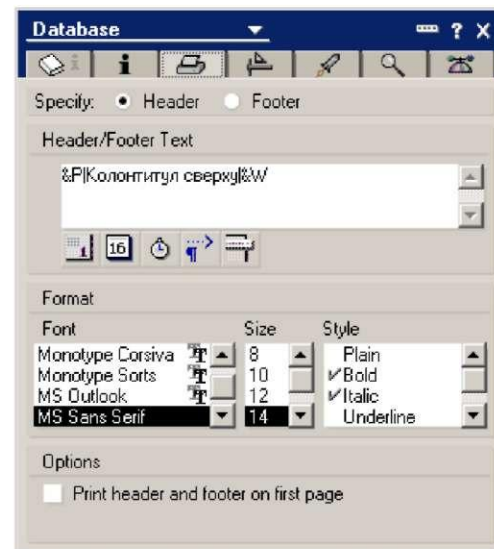 Database ?
i i
Specify: Header Footer
Header/Footer Text
&P|Колонтитул сверху|&W
1 16
Format
Font Size Style
Monotype Corsiva 8 Plain
Monotype Sorts 10 Bold
MS Outlook 12 Italic
MS Sans Serif 14 Underline
Options
Print header and footer on first page